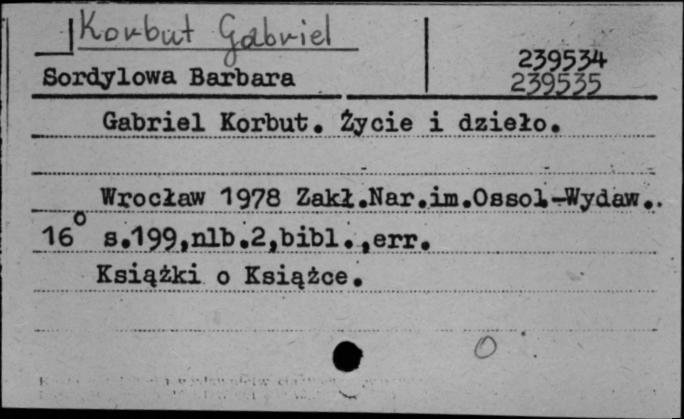 Korbut Gabriel
239534
Sordylowa Barbara
239535
Gabriel Korbut. Życie i dzieło.
Wrocław 1978 Zakł.Nar.im.Ossol.-Wydaw..
16° s.199,nlb.2,bibl.,err.
Książki o Książce.
O